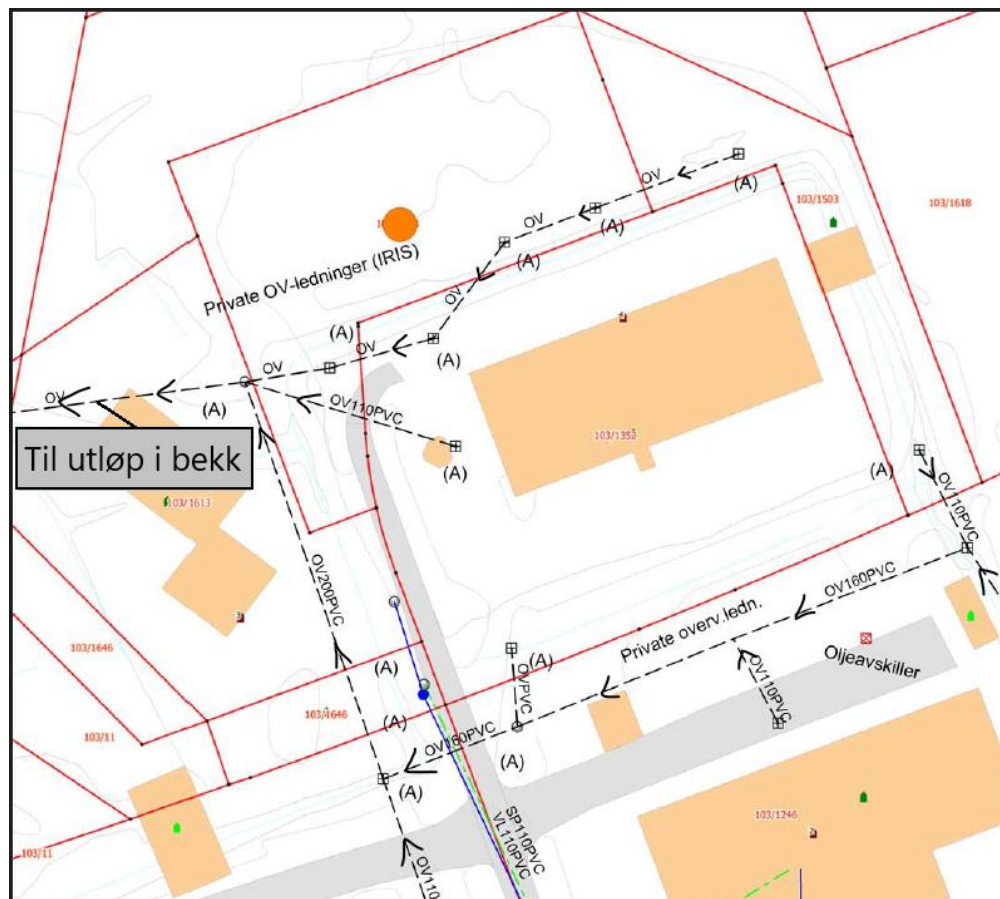 OV
(A)
103/1503
103/1618
OV
OV
(A)
Private OV-ledninger (IRIS)
OV
(A)
OV
(A)
OV
OV
(A)
OV110PVC
Til utløp i bekk
103/1352
(A)
(A)
103/1613
OV110PVC
OV200PVC
OV160PVC
Private overv.ledn.
Oljeavskiller
103/1646
(A)
(A)
OVPVC
OV110PVC
103/1646
103/11
(A)
OV160PVC
(A)
(A)
SP110PVC
VL110PVC
103/1246
103/11
OV110